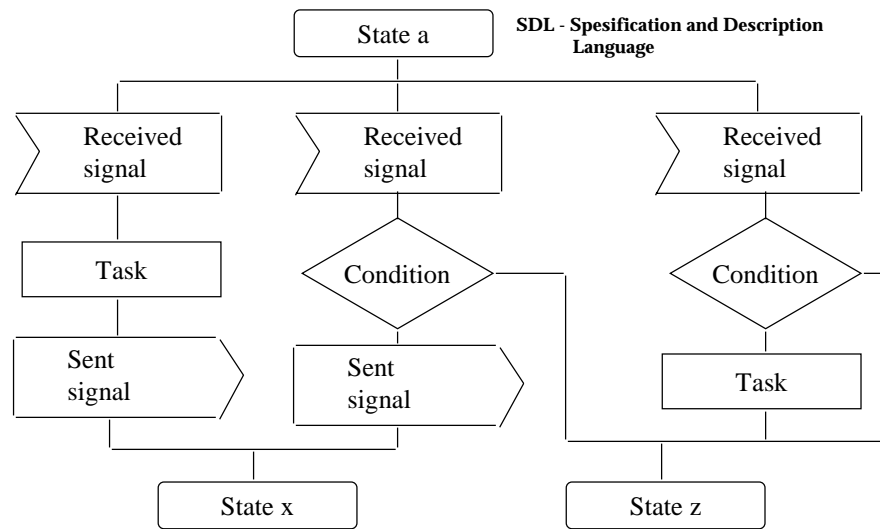 State a
SDL - Spesification and Description
Language
Received
signal
Received
signal
Received
signal
Task
Condition
Condition
Sent
signal
Sent
signal
Task
State x
State z